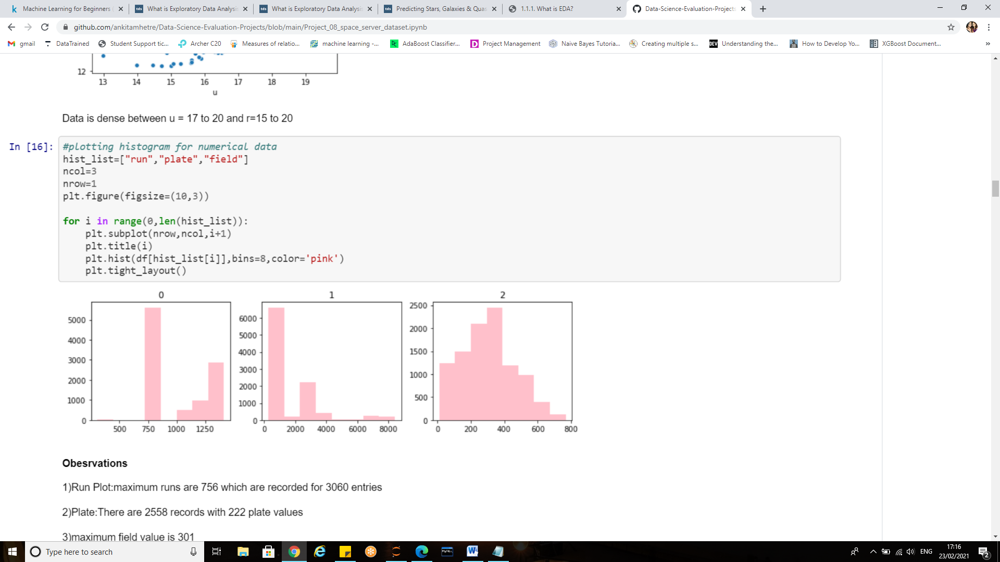 Machine Learning for Beginners
What is Exploratory Data Analysis
What is Exploratory Data Analysis
Predicting Stars, Galaxies & Quas
1.1.1. What is EDA?
Data-Science-Evaluation-Projects
github.com/ankitamhetre/Data-Science-Evaluation-Projects/blob/main/Project_08_space_server_dataset.ipynb
gmail
DataTrained
Student Support tic...
Archer C20
Measures of relatio...
machine learning -...
AdaBoost Classifier...
Project Management
Naive Bayes Tutoria...
Creating multiple s...
DEV
Understanding the...
How to Develop Yo...
XGBoost Document...
»
12
13 14 15 16 17 18 19
u
Data is dense between u = 17 to 20 and r=15 to 20
In [16]:
#plotting histogram for numerical data
hist_list=["run","plate","field"]
ncol=3
nrow=1
plt.figure(figsize=(10,3))
for i in range(0,len(hist_list)):
plt.subplot(nrow,ncol,i+1)
plt.title(i)
plt.hist(df[hist_list[i]],bins=8,color='pink')
plt.tight_layout()
0
5000
4000
3000
2000
1000
0
500 750 1000 1250
1
6000
5000
4000
3000
2000
1000
0
0 2000 4000 6000 8000
2
2500
2000
1500
1000
500
0
0 200 400 600 800
Obesrvations
1)Run Plot:maximum runs are 756 which are recorded for 3060 entries
2)Plate:There are 2558 records with 222 plate values
3)maximum field value is 301
Type here to search
ENG
17:16
23/02/2021
2